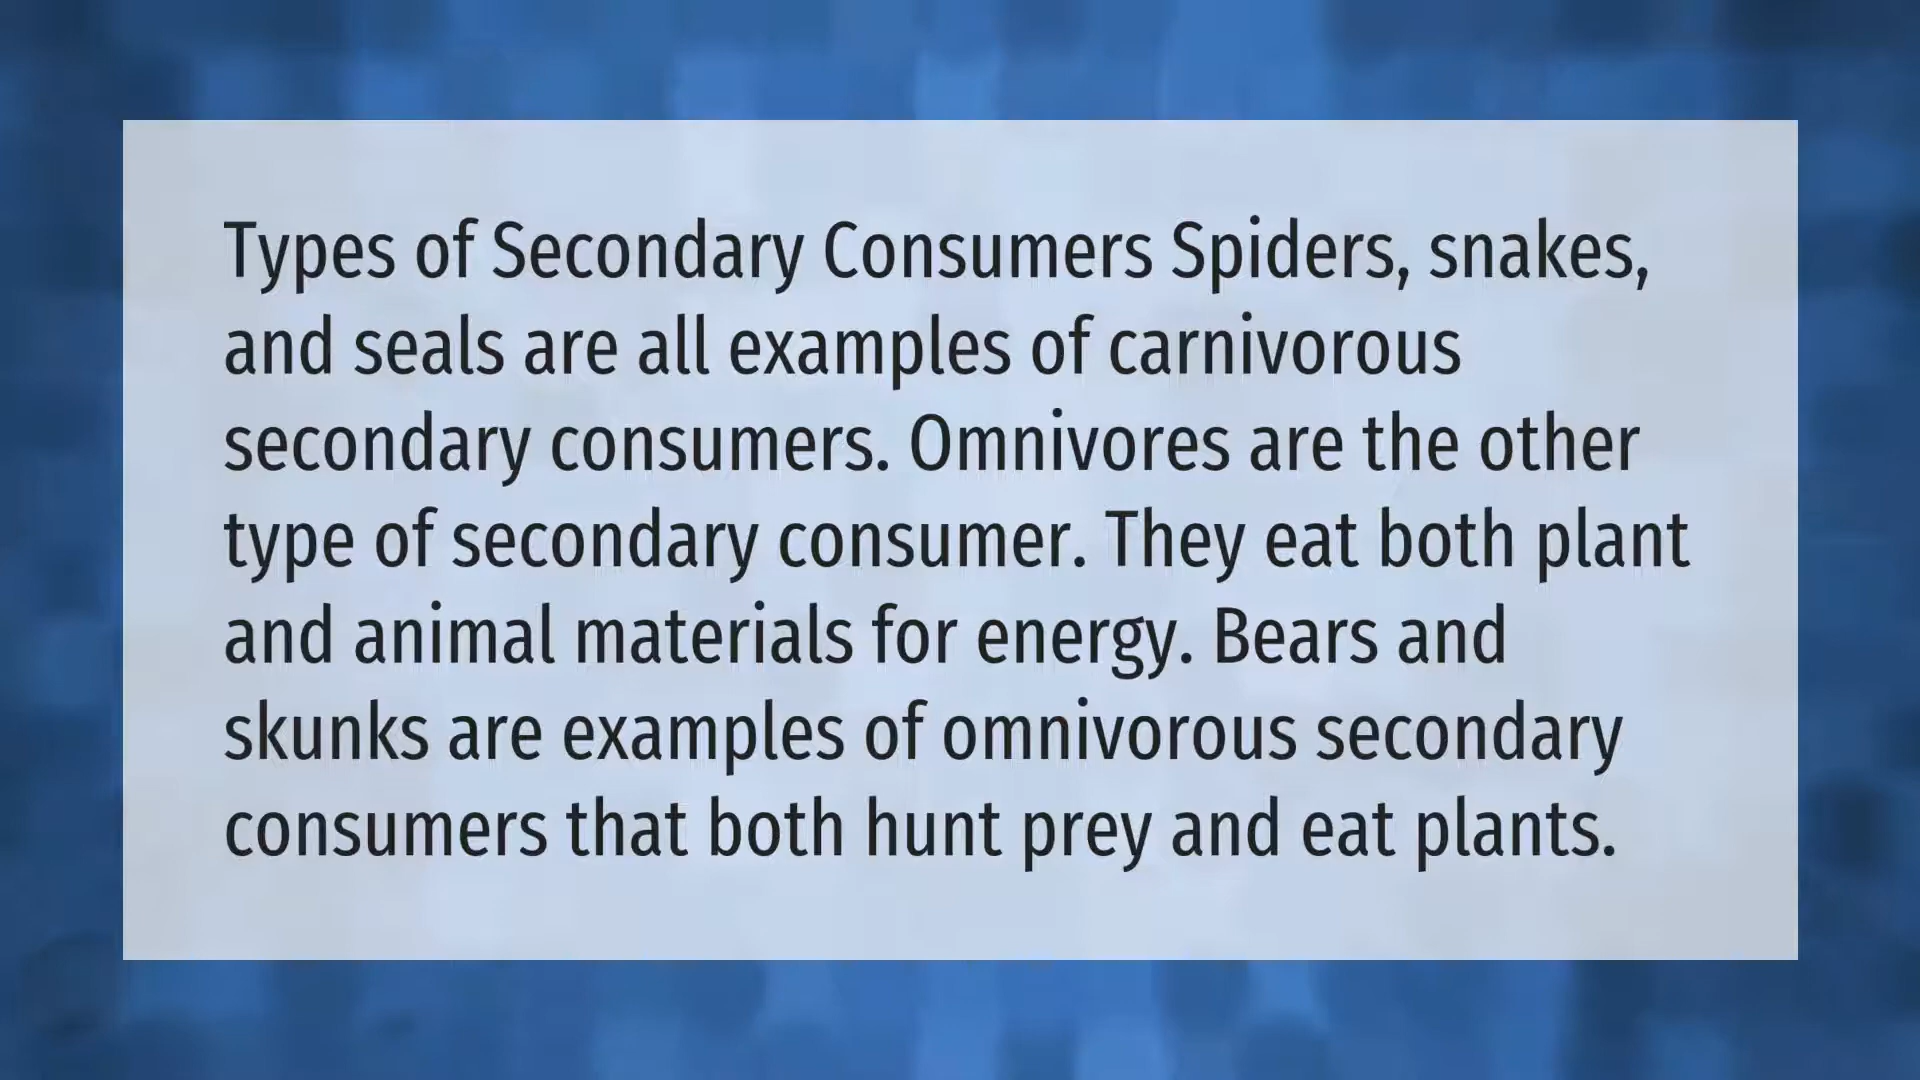 Types of Secondary Consumers Spiders, snakes,
and seals are all examples of carnivorous
secondary consumers. Omnivores are the other
type of secondary consumer. They eat both plant
and animal materials for energy. Bears and
skunks are examples of omnivorous secondary
consumers that both hunt prey and eat plants.